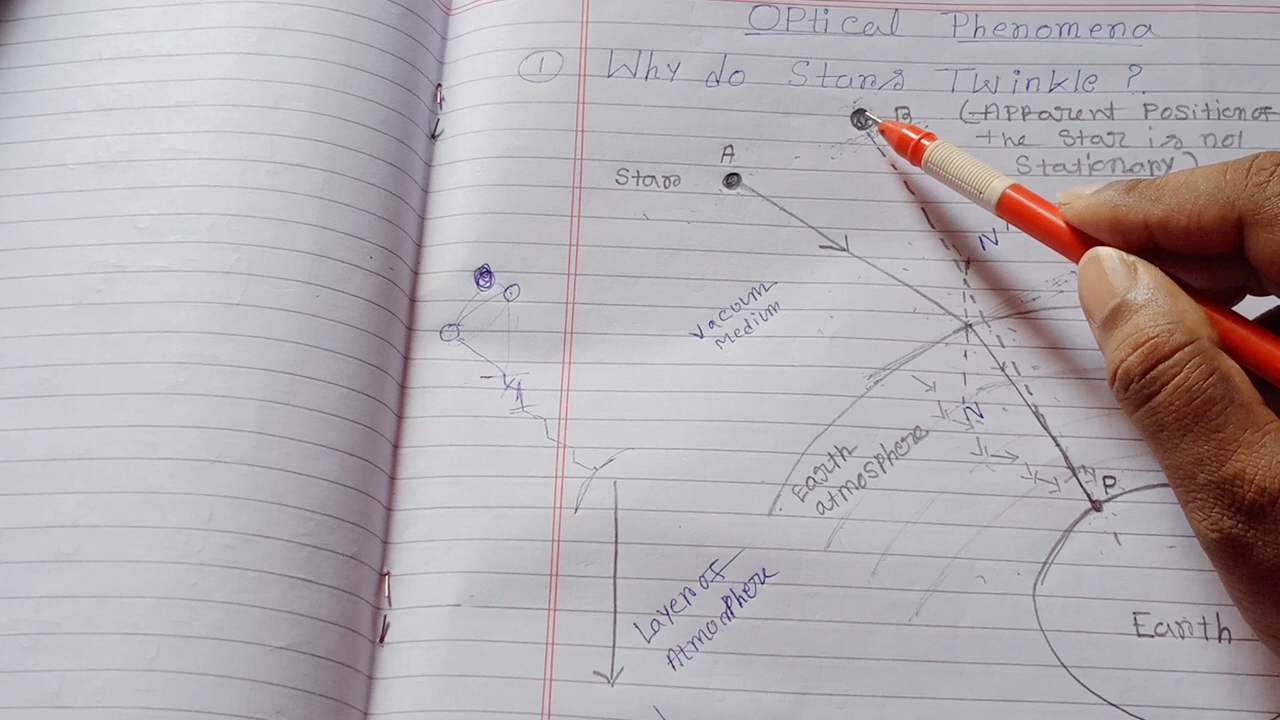 Optical Phenomena
① Why do Stars Twinkle?
B (Apparent Position of
the Star is not
Stationary)
A
Stars
N'
Vacuum
Medium
N
Earth
atmosphere
P
Layer of
Atmosphere
Earth